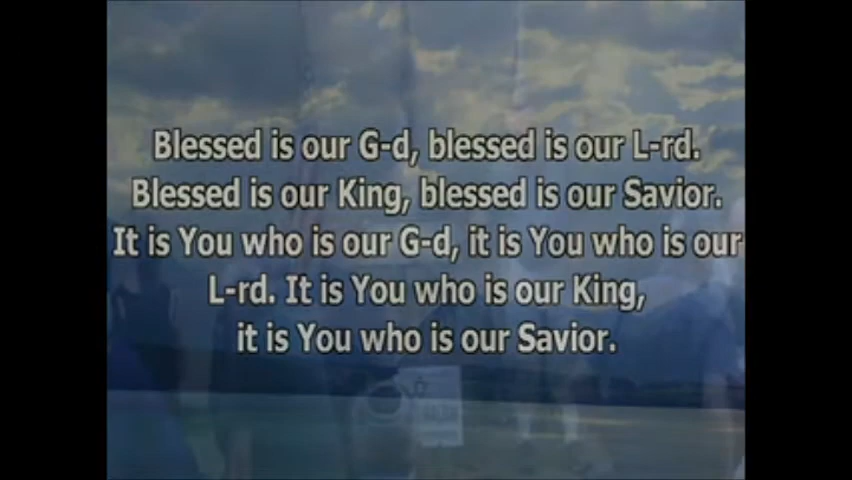 Blessed is our G-d, blessed is our L-rd.
Blessed is our King, blessed is our Savior.
It is You who is our G-d, it is You who is our
L-rd. It is You who is our King,
it is You who is our Savior.